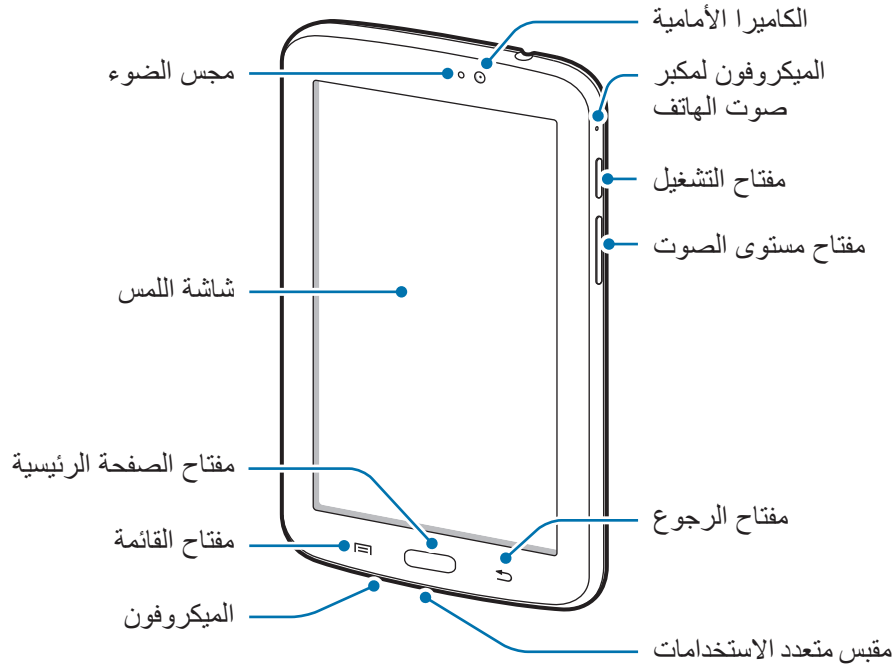 الكاميرا الأمامية
الميكروفون لمكبر
صوت الهاتف
مفتاح التشغيل
مفتاح مستوى الصوت
مفتاح الرجوع
مقبس متعدد الاستخدامات
مجس الضوء
شاشة اللمس
مفتاح الصفحة الرئيسية
مفتاح القائمة
الميكروفون